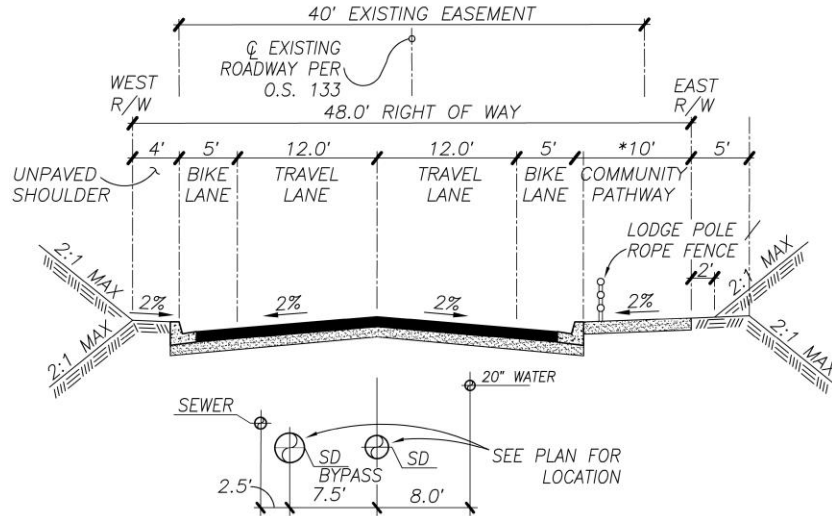 40' EXISTING EASEMENT
℄ EXISTING
ROADWAY PER
O.S. 133
WEST
R/W
EAST
R/W
48.0' RIGHT OF WAY
4' 5' 12.0' 12.0' 5' *10' 5'
UNPAVED
SHOULDER
BIKE
LANE
TRAVEL
LANE
TRAVEL
LANE
BIKE
LANE
COMMUNITY
PATHWAY
LODGE POLE /
ROPE FENCE
2'
2:1 MAX
2:1 MAX
2% 2% 2% 2%
2:1 MAX
2:1 MAX
20" WATER
SEWER
SD
BYPASS
SD
SEE PLAN FOR
LOCATION
2.5' 7.5' 8.0'